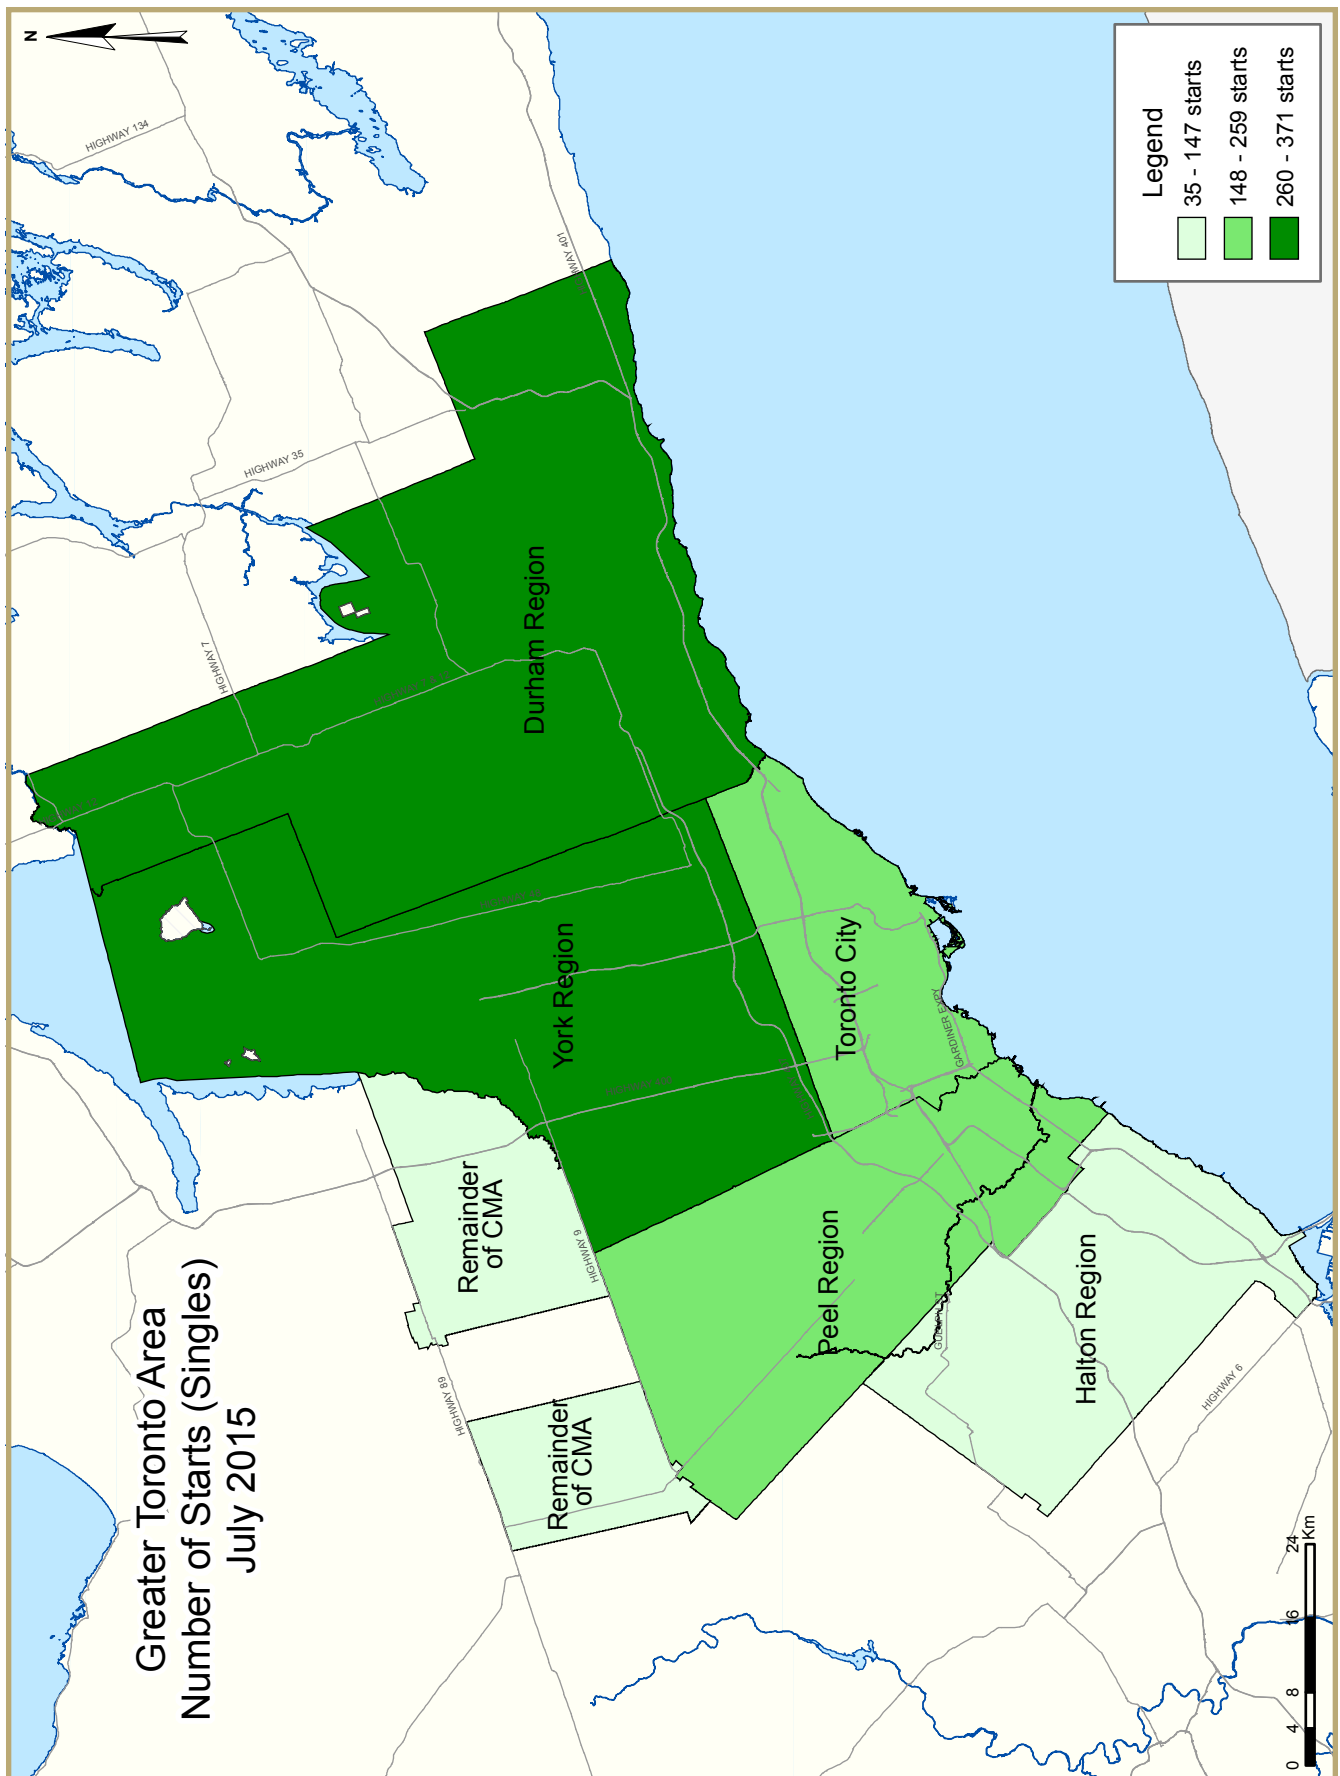 Greater Toronto Area
Number of Starts (Singles)
July 2015
N
HIGHWAY 134
HIGHWAY 35
HIGHWAY 7
WAY 401
Durham Region
York Region
Toronto City
GARDINER EXPY
Remainder
of CMA
HIGHWAY 9
HIGHWAY 89
Remainder
of CMA
Peel Region
Halton Region
HIGHWAY 6
Legend
35 - 147 starts
148 - 259 starts
260 - 371 starts
0 4 8 16 24
Km